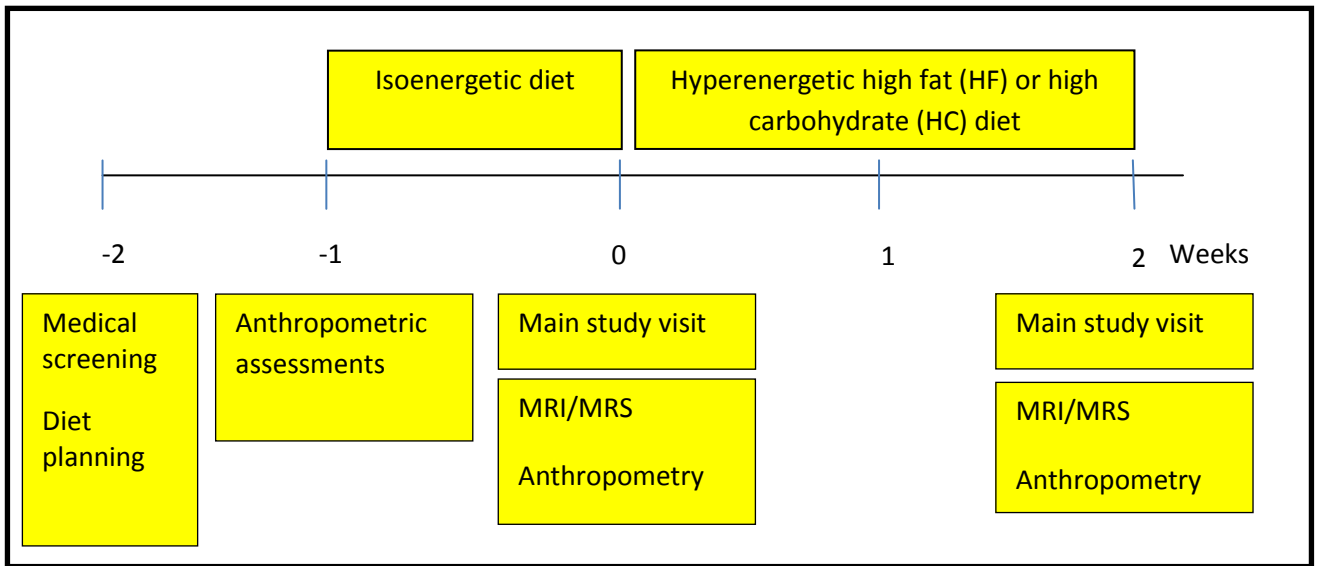 Isoenergetic diet
Hyperenergetic high fat (HF) or high
carbohydrate (HC) diet
-2
-1
0
1
2 Weeks
Medical
screening
Diet
planning
Anthropometric
assessments
Main study visit
MRI/MRS
Anthropometry
Main study visit
MRI/MRS
Anthropometry